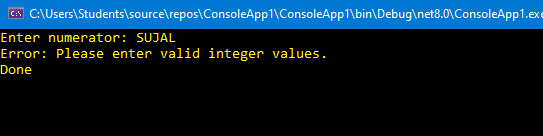 C:\Users\Students\source\repos\ConsoleApp1\ConsoleApp1\bin\Debug\net8.0\ConsoleApp1.exe
Enter numerator: SUJAL
Error: Please enter valid integer values.
Done